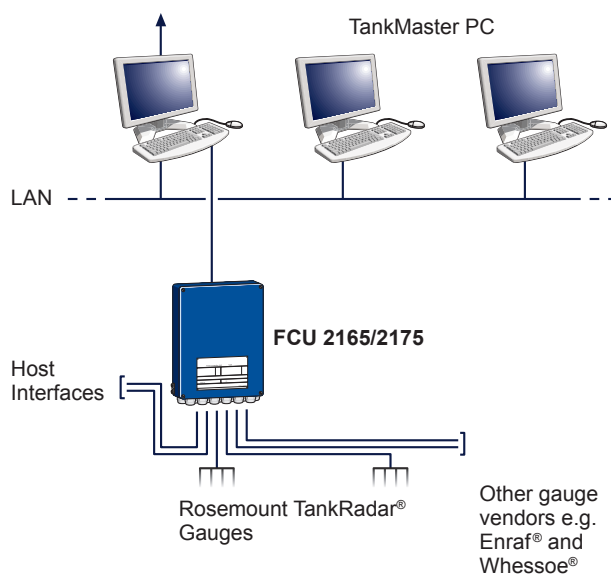 TankMaster PC
LAN
FCU 2165/2175
Host
Interfaces
Rosemount TankRadar®
Gauges
Other gauge
vendors e.g.
Enraf® and
Whessoe®